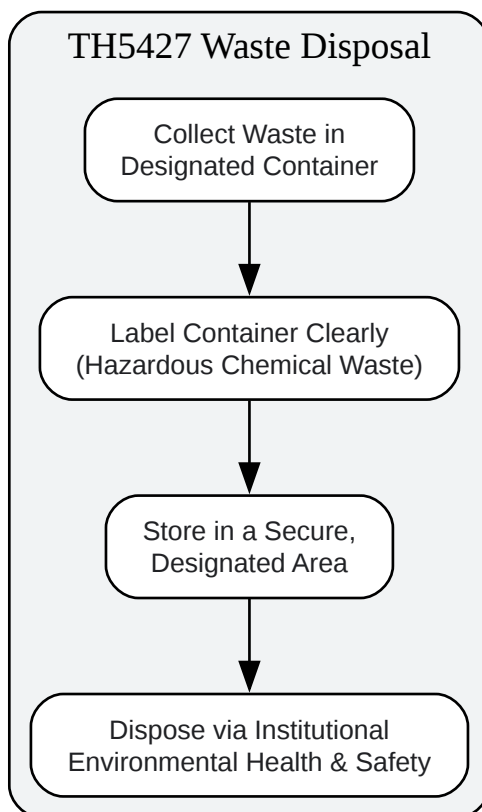 TH5427 Waste Disposal
Collect Waste in
Designated Container
Label Container Clearly
(Hazardous Chemical Waste)
Store in a Secure,
Designated Area
Dispose via Institutional
Environmental Health & Safety